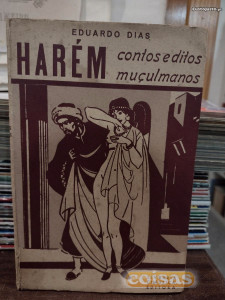 EDUARDO DIAS
HARÉM
contos e ditos
muçulmanos
coisas